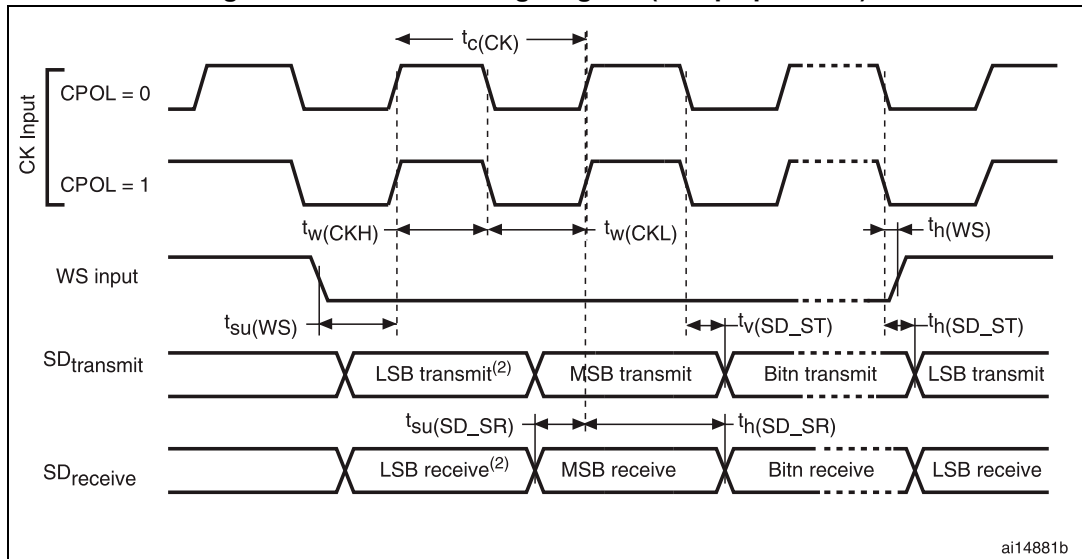 tc(CK)
CK Input
CPOL = 0
CPOL = 1
tw(CKH)
tw(CKL)
th(WS)
WS input
tsu(WS)
tv(SD_ST)
th(SD_ST)
SDtransmit
LSB transmit(2)
MSB transmit
Bitn transmit
LSB transmit
tsu(SD_SR)
th(SD_SR)
SDreceive
LSB receive(2)
MSB receive
Bitn receive
LSB receive
ai14881b